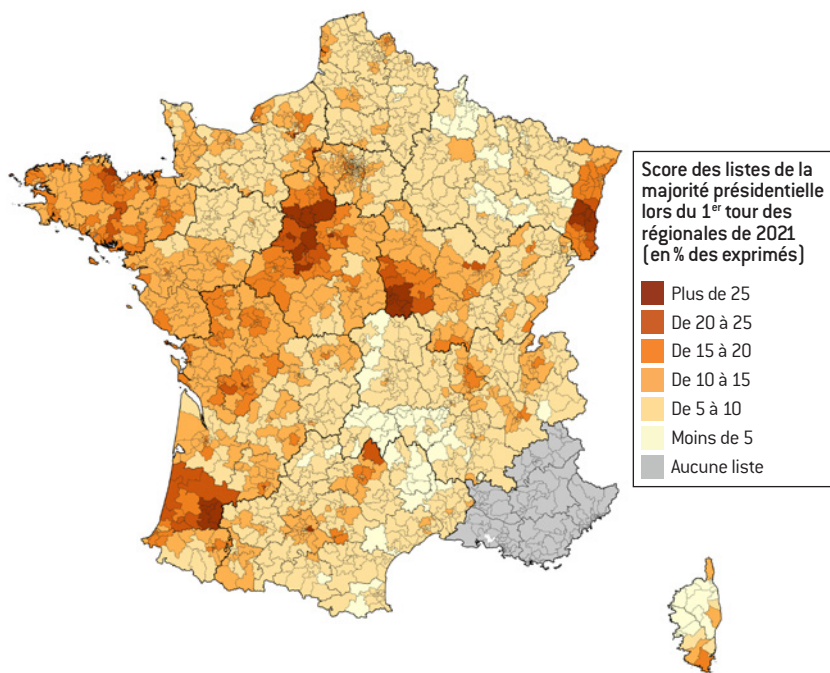 Score des listes de la
majorité présidentielle
lors du 1er tour des
régionales de 2021
(en % des exprimés)
Plus de 25
De 20 à 25
De 15 à 20
De 10 à 15
De 5 à 10
Moins de 5
Aucune liste